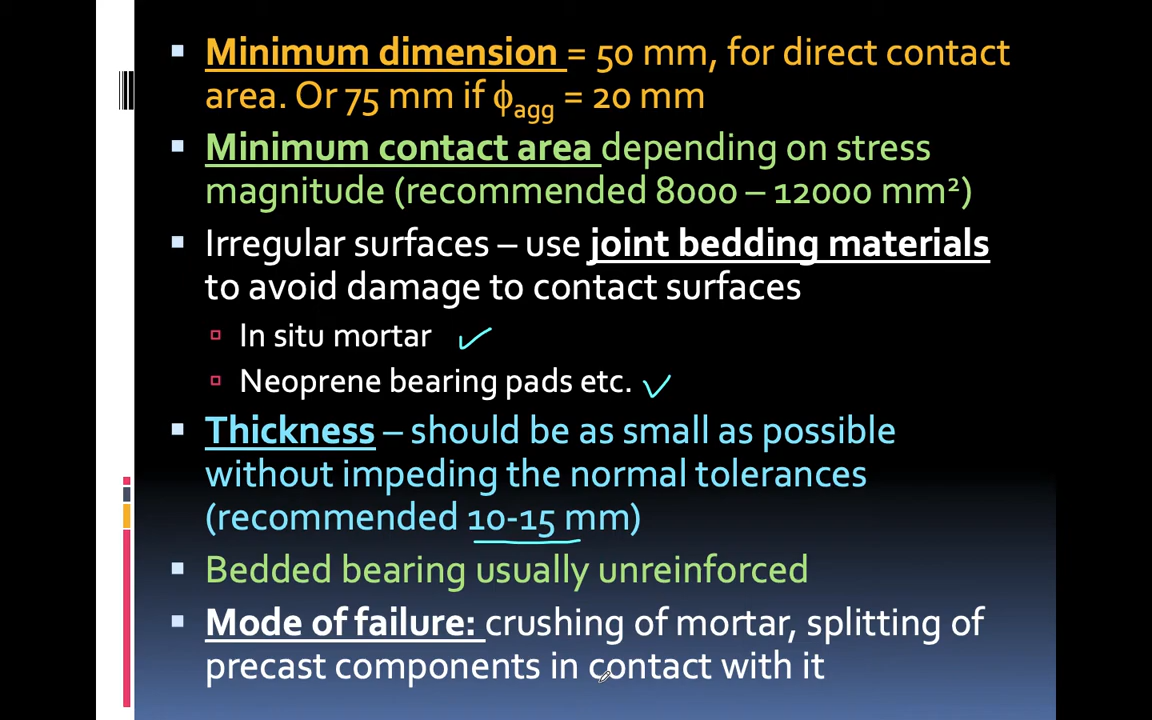 Minimum dimension = 50 mm, for direct contact
area. Or 75 mm if ϕagg = 20 mm
Minimum contact area depending on stress
magnitude (recommended 8000 – 12000 mm²)
Irregular surfaces – use joint bedding materials
to avoid damage to contact surfaces
In situ mortar
Neoprene bearing pads etc.
Thickness – should be as small as possible
without impeding the normal tolerances
(recommended 10-15 mm)
Bedded bearing usually unreinforced
Mode of failure: crushing of mortar, splitting of
precast components in contact with it